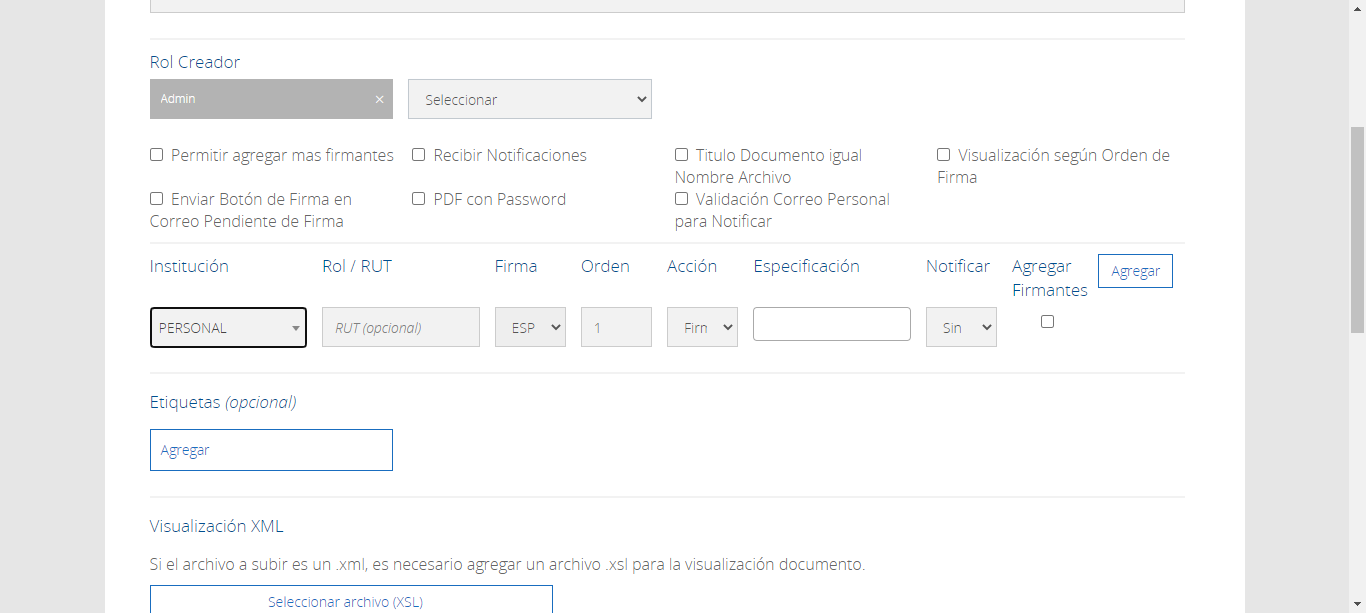 Rol Creador
Admin × Seleccionar
Permitir agregar mas firmantes Recibir Notificaciones Titulo Documento igual Visualización según Orden de
Nombre Archivo Firma
Enviar Botón de Firma en PDF con Password Validación Correo Personal
Correo Pendiente de Firma para Notificar
Institución Rol / RUT Firma Orden Acción Especificación Notificar Agregar Agregar
Firmantes
PERSONAL RUT (opcional) ESP 1 Firn Sin
Etiquetas (opcional)
Agregar
Visualización XML
Si el archivo a subir es un .xml, es necesario agregar un archivo .xsl para la visualización documento.
Seleccionar archivo (XSL)